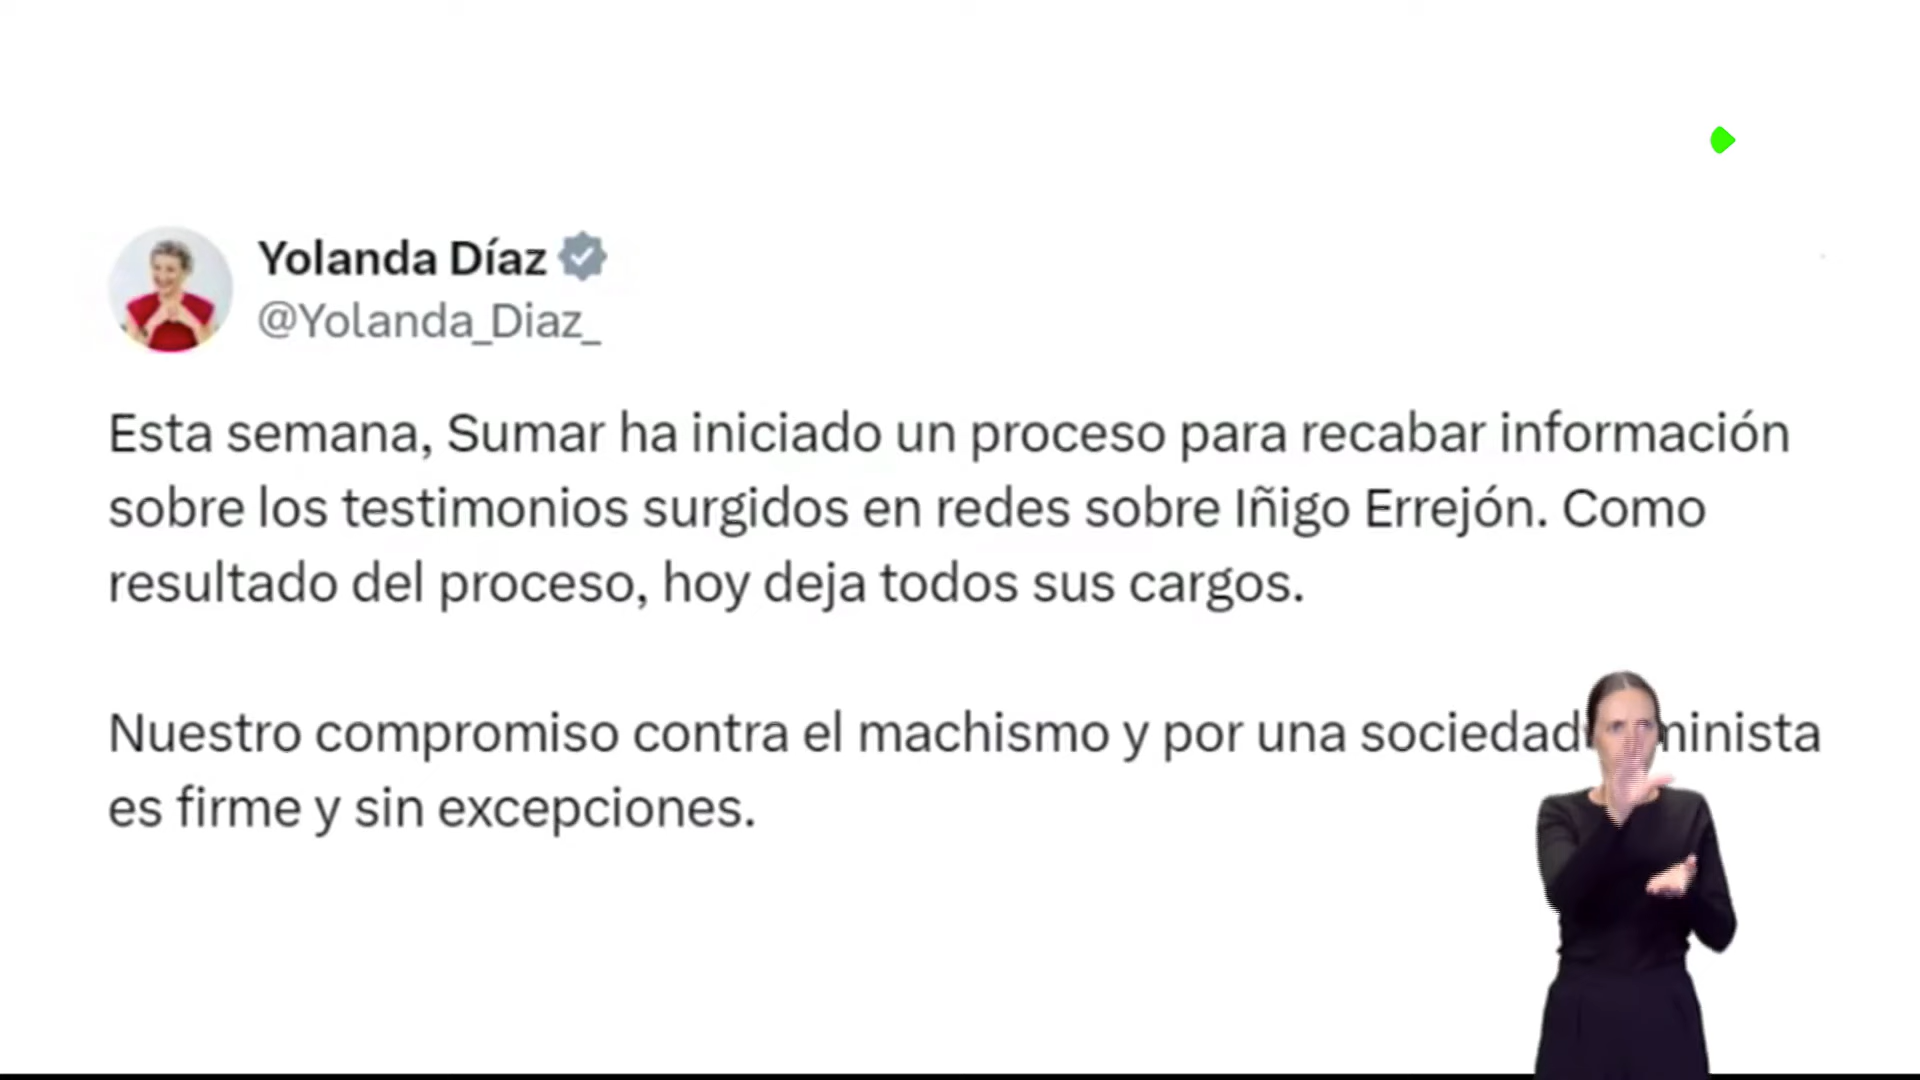 Yolanda Díaz
@Yolanda_Diaz_
Esta semana, Sumar ha iniciado un proceso para recabar información
sobre los testimonios surgidos en redes sobre Iñigo Errejón. Como
resultado del proceso, hoy deja todos sus cargos.
Nuestro compromiso contra el machismo y por una sociedad
es firme y sin excepciones.